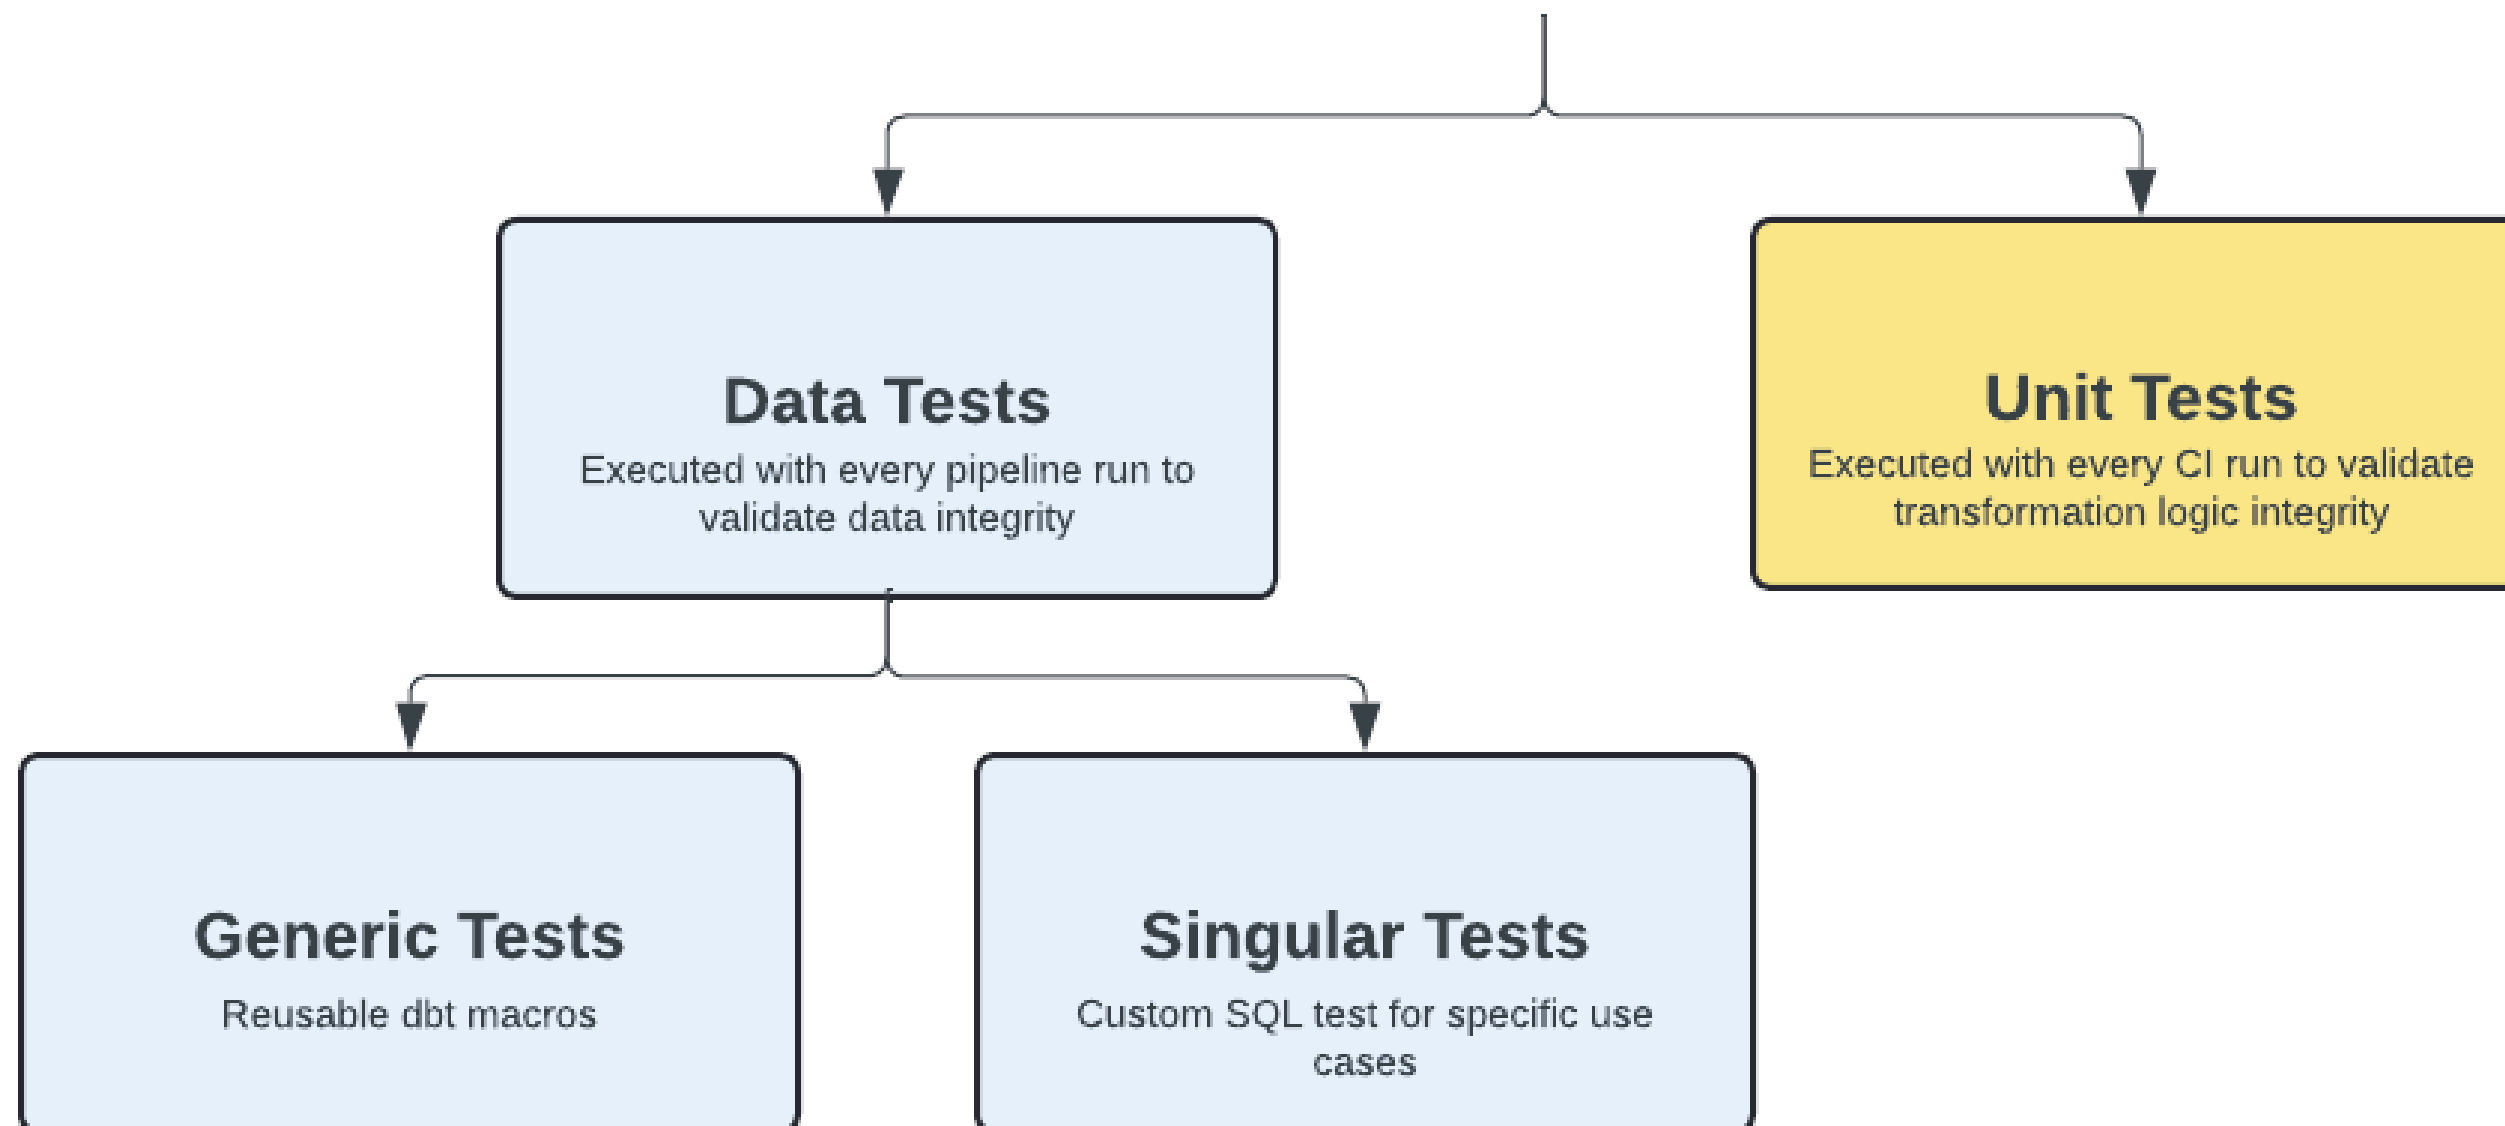 Data Tests
Executed with every pipeline run to
validate data integrity
Unit Tests
Executed with every CI run to validate
transformation logic integrity
Generic Tests
Reusable dbt macros
Singular Tests
Custom SQL test for specific use
cases